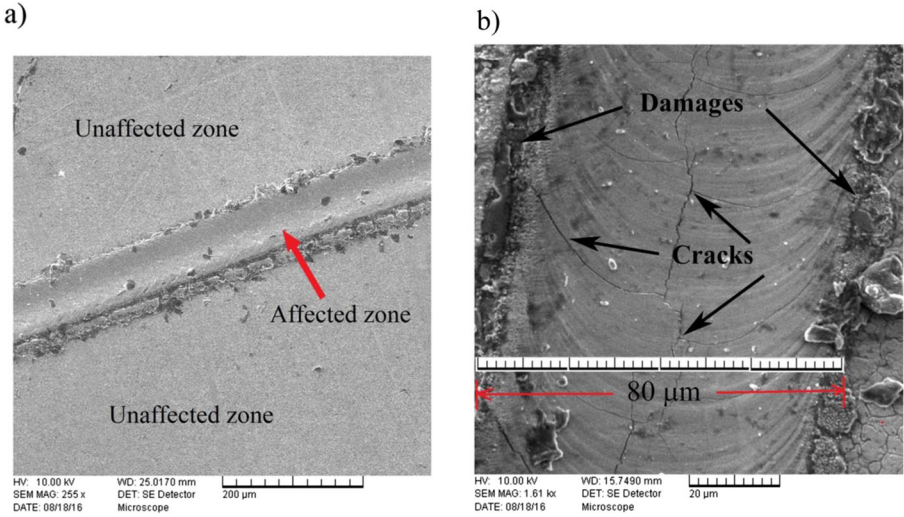 a)
Unaffected zone
Affected zone
Unaffected zone
HV: 10.00 kV WD: 25.0170 mm
SEM MAG: 255 x DET: SE Detector 200 µm
DATE: 08/18/16 Microscope
b)
Damages
Cracks
80 µm
HV: 10.00 kV WD: 15.7490 mm
SEM MAG: 1.61 kx DET: SE Detector 20 µm
DATE: 08/18/16 Microscope